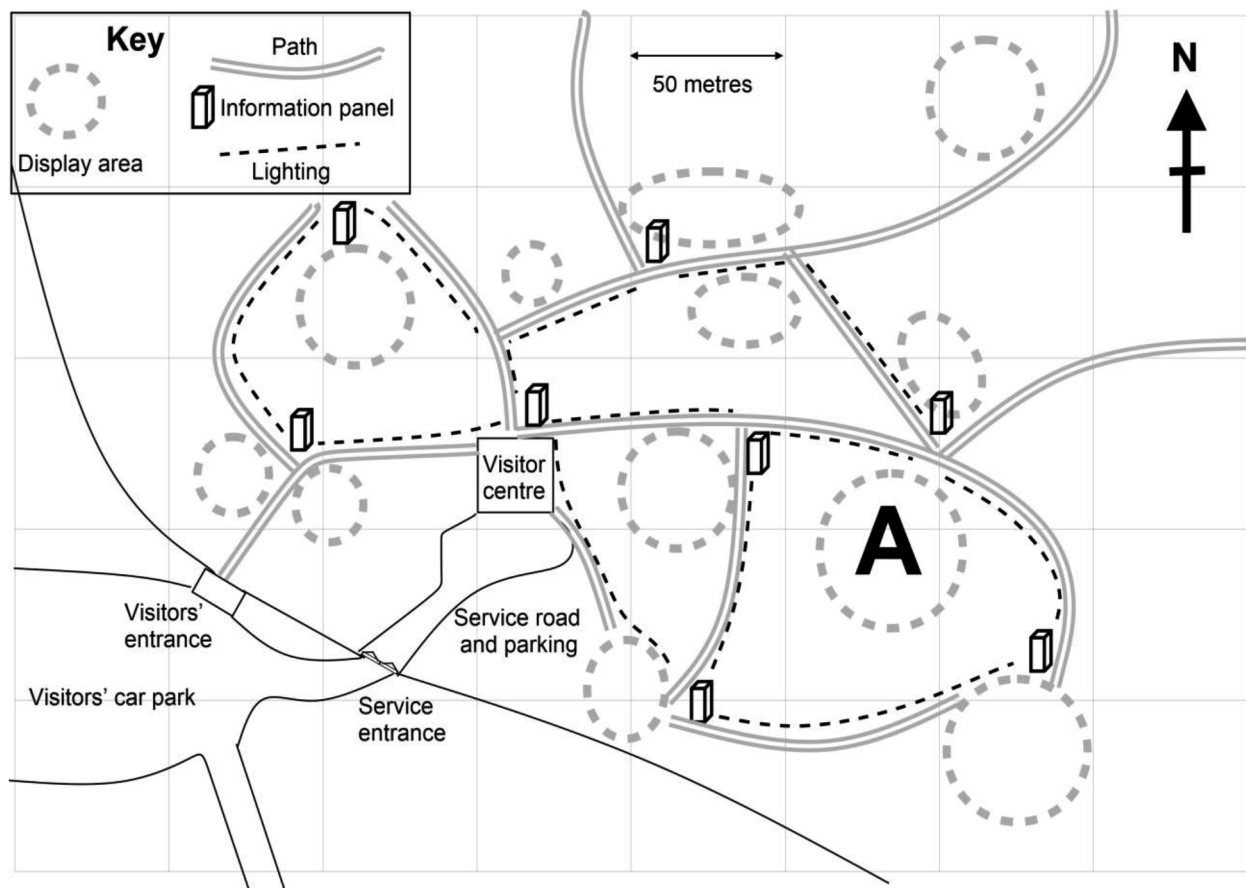 Key
Path
Information panel
Display area
Lighting
50 metres
N
Visitor
centre
A
Visitors'
entrance
Service road
and parking
Visitors' car park
Service
entrance